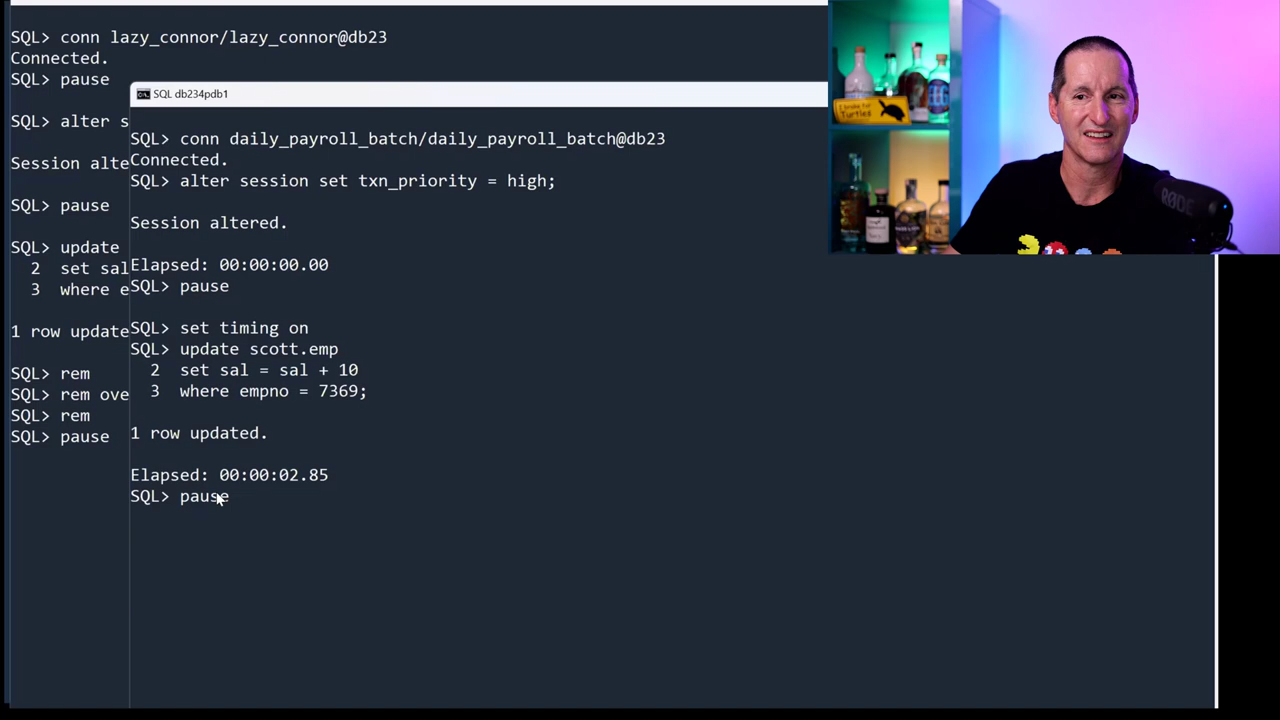 SQL> conn lazy_connor/lazy_connor@db23
Connected.
SQL> pause
SQL> alter s
Session alte
SQL> pause
SQL> update
2 set sal
3 where e
1 row update
SQL> rem
SQL> rem ove
SQL> rem
SQL> pause
SQL db234pdb1
SQL> conn daily_payroll_batch/daily_payroll_batch@db23
Connected.
SQL> alter session set txn_priority = high;
Session altered.
Elapsed: 00:00:00.00
SQL> pause
SQL> set timing on
SQL> update scott.emp
2 set sal = sal + 10
3 where empno = 7369;
1 row updated.
Elapsed: 00:00:02.85
SQL> pause
I brake for
Turtles
RØDE